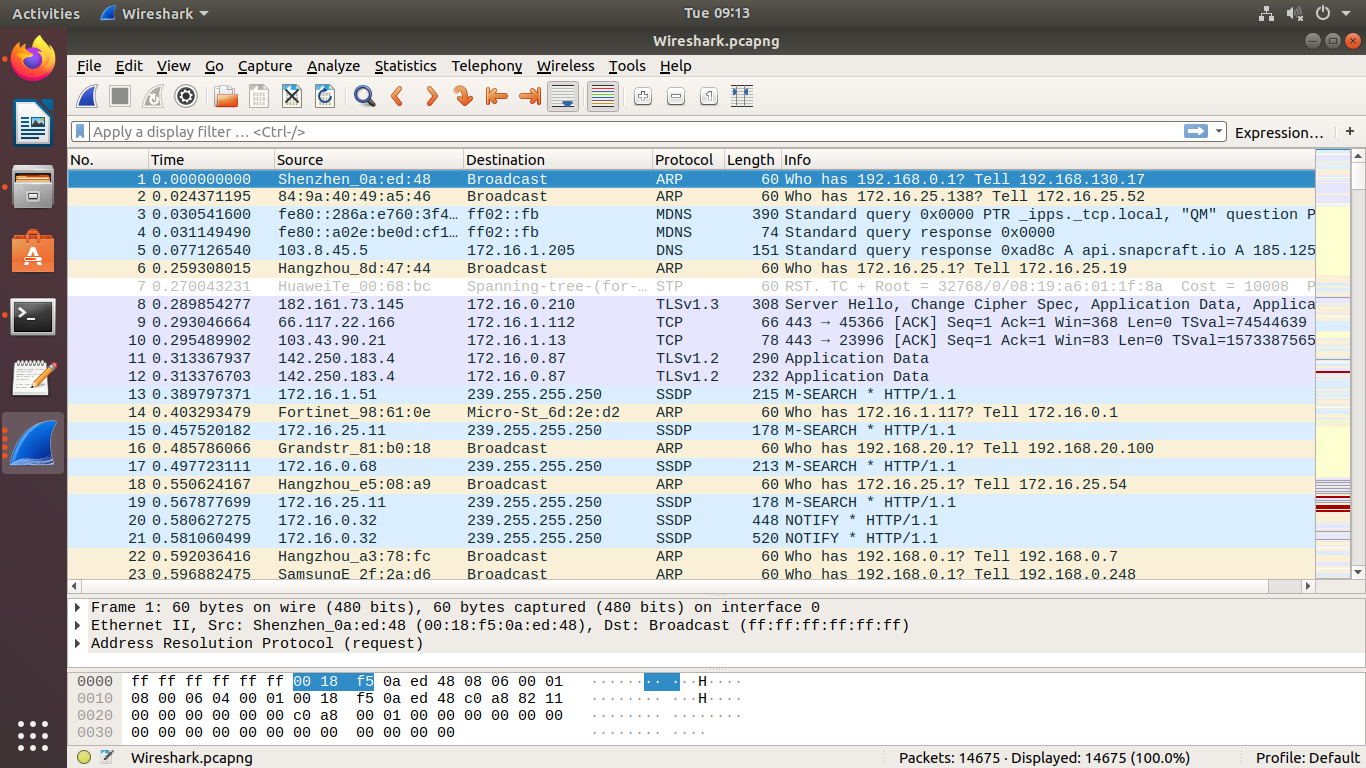 Activities Wireshark Tue 09:13
Wireshark.pcapng
File Edit View Go Capture Analyze Statistics Telephony Wireless Tools Help
Apply a display filter … <Ctrl-/> Expression… +
No. Time Source Destination Protocol Length Info
1 0.000000000 Shenzhen_0a:ed:48 Broadcast ARP 60 Who has 192.168.0.1? Tell 192.168.130.17
2 0.024371195 84:9a:40:49:a5:46 Broadcast ARP 60 Who has 172.16.25.138? Tell 172.16.25.52
3 0.030541600 fe80::286a:e760:3f4… ff02::fb MDNS 390 Standard query 0x0000 PTR _ipps._tcp.local, "QM" question P
4 0.031149490 fe80::a02e:be0d:cf1… ff02::fb MDNS 74 Standard query response 0x0000
5 0.077126540 103.8.45.5 172.16.1.205 DNS 151 Standard query response 0xad8c A api.snapcraft.io A 185.125
6 0.259308015 Hangzhou_8d:47:44 Broadcast ARP 60 Who has 172.16.25.1? Tell 172.16.25.19
7 0.270043231 HuaweiTe_00:68:bc Spanning-tree-(for-… STP 60 RST. TC + Root = 32768/0/08:19:a6:01:1f:8a Cost = 10008 P
8 0.289854277 182.161.73.145 172.16.0.210 TLSv1.3 308 Server Hello, Change Cipher Spec, Application Data, Applica
9 0.293046664 66.117.22.166 172.16.1.112 TCP 66 443 → 45366 [ACK] Seq=1 Ack=1 Win=368 Len=0 TSval=74544639
10 0.295489902 103.43.90.21 172.16.1.13 TCP 78 443 → 23996 [ACK] Seq=1 Ack=1 Win=83 Len=0 TSval=1573387565
11 0.313367937 142.250.183.4 172.16.0.87 TLSv1.2 290 Application Data
12 0.313376703 142.250.183.4 172.16.0.87 TLSv1.2 232 Application Data
13 0.389797371 172.16.1.51 239.255.255.250 SSDP 215 M-SEARCH * HTTP/1.1
14 0.403293479 Fortinet_98:61:0e Micro-St_6d:2e:d2 ARP 60 Who has 172.16.1.117? Tell 172.16.0.1
15 0.457520182 172.16.25.11 239.255.255.250 SSDP 178 M-SEARCH * HTTP/1.1
16 0.485786066 Grandstr_81:b0:18 Broadcast ARP 60 Who has 192.168.20.1? Tell 192.168.20.100
17 0.497723111 172.16.0.68 239.255.255.250 SSDP 213 M-SEARCH * HTTP/1.1
18 0.550624167 Hangzhou_e5:08:a9 Broadcast ARP 60 Who has 172.16.25.1? Tell 172.16.25.54
19 0.567877699 172.16.25.11 239.255.255.250 SSDP 178 M-SEARCH * HTTP/1.1
20 0.580627275 172.16.0.32 239.255.255.250 SSDP 448 NOTIFY * HTTP/1.1
21 0.581060499 172.16.0.32 239.255.255.250 SSDP 520 NOTIFY * HTTP/1.1
22 0.592036416 Hangzhou_a3:78:fc Broadcast ARP 60 Who has 192.168.0.1? Tell 192.168.0.7
23 0.596882475 SamsungE_2f:2a:d6 Broadcast ARP 60 Who has 192.168.0.1? Tell 192.168.0.248
Frame 1: 60 bytes on wire (480 bits), 60 bytes captured (480 bits) on interface 0
Ethernet II, Src: Shenzhen_0a:ed:48 (00:18:f5:0a:ed:48), Dst: Broadcast (ff:ff:ff:ff:ff:ff)
Address Resolution Protocol (request)
0000 ff ff ff ff ff ff 00 18 f5 0a ed 48 08 06 00 01 ········ ···H····
0010 08 00 06 04 00 01 00 18 f5 0a ed 48 c0 a8 82 11 ········ ···H····
0020 00 00 00 00 00 00 c0 a8 00 01 00 00 00 00 00 00 ········ ········
0030 00 00 00 00 00 00 00 00 00 00 00 00 ········ ····
Wireshark.pcapng Packets: 14675 · Displayed: 14675 (100.0%) Profile: Default